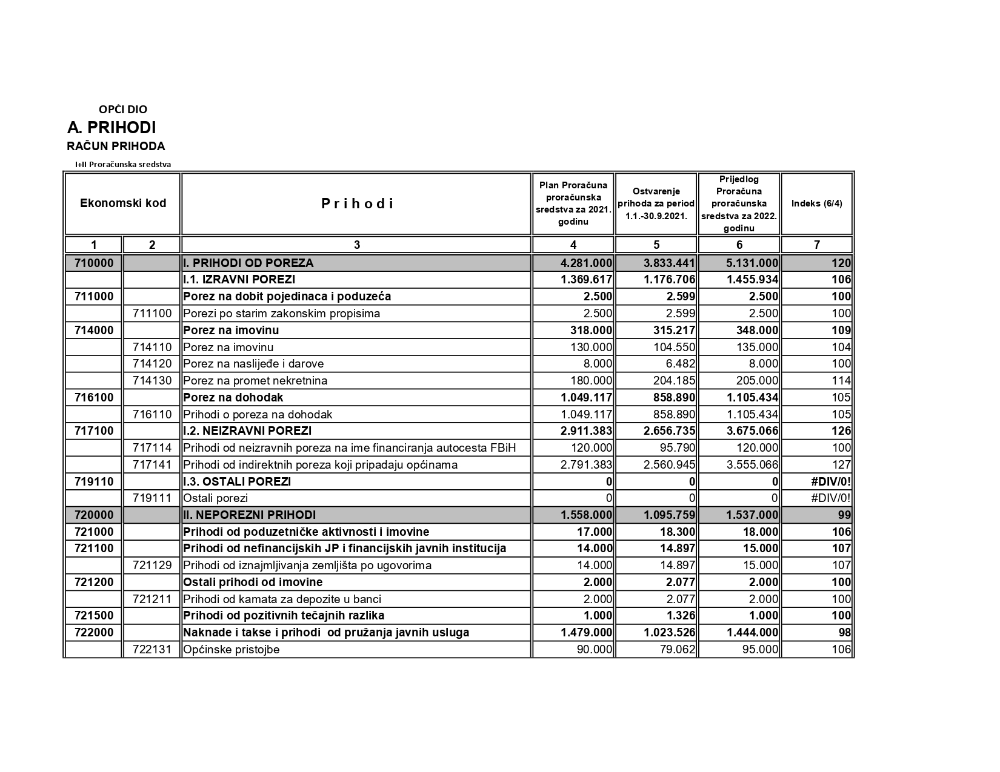 OPĆI DIO
A. PRIHODI
RAČUN PRIHODA
I+II Proračunska sredstva
Ekonomski kod | P r i h o d i | Plan Proračuna proračunska sredstva za 2021. godinu | Ostvarenje prihoda za period 1.1.-30.9.2021. | Prijedlog Proračuna proračunska sredstva za 2022. godinu | Indeks (6/4)
1 | 2 | 3 | 4 | 5 | 6 | 7
710000 | I. PRIHODI OD POREZA | 4.281.000 | 3.833.441 | 5.131.000 | 120
I.1. IZRAVNI POREZI | 1.369.617 | 1.176.706 | 1.455.934 | 106
711000 | Porez na dobit pojedinaca i poduzeća | 2.500 | 2.599 | 2.500 | 100
711100 | Porezi po starim zakonskim propisima | 2.500 | 2.599 | 2.500 | 100
714000 | Porez na imovinu | 318.000 | 315.217 | 348.000 | 109
714110 | Porez na imovinu | 130.000 | 104.550 | 135.000 | 104
714120 | Porez na naslijeđe i darove | 8.000 | 6.482 | 8.000 | 100
714130 | Porez na promet nekretnina | 180.000 | 204.185 | 205.000 | 114
716100 | Porez na dohodak | 1.049.117 | 858.890 | 1.105.434 | 105
716110 | Prihodi o poreza na dohodak | 1.049.117 | 858.890 | 1.105.434 | 105
717100 | I.2. NEIZRAVNI POREZI | 2.911.383 | 2.656.735 | 3.675.066 | 126
717114 | Prihodi od neizravnih poreza na ime financiranja autocesta FBiH | 120.000 | 95.790 | 120.000 | 100
717141 | Prihodi od indirektnih poreza koji pripadaju općinama | 2.791.383 | 2.560.945 | 3.555.066 | 127
719110 | I.3. OSTALI POREZI | 0 | 0 | 0 | #DIV/0!
719111 | Ostali porezi | 0 | 0 | 0 | #DIV/0!
720000 | II. NEPOREZNI PRIHODI | 1.558.000 | 1.095.759 | 1.537.000 | 99
721000 | Prihodi od poduzetničke aktivnosti i imovine | 17.000 | 18.300 | 18.000 | 106
721100 | Prihodi od nefinancijskih JP i financijskih javnih institucija | 14.000 | 14.897 | 15.000 | 107
721129 | Prihodi od iznajmljivanja zemljišta po ugovorima | 14.000 | 14.897 | 15.000 | 107
721200 | Ostali prihodi od imovine | 2.000 | 2.077 | 2.000 | 100
721211 | Prihodi od kamata za depozite u banci | 2.000 | 2.077 | 2.000 | 100
721500 | Prihodi od pozitivnih tečajnih razlika | 1.000 | 1.326 | 1.000 | 100
722000 | Naknade i takse i prihodi od pružanja javnih usluga | 1.479.000 | 1.023.526 | 1.444.000 | 98
722131 | Općinske pristojbe | 90.000 | 79.062 | 95.000 | 106